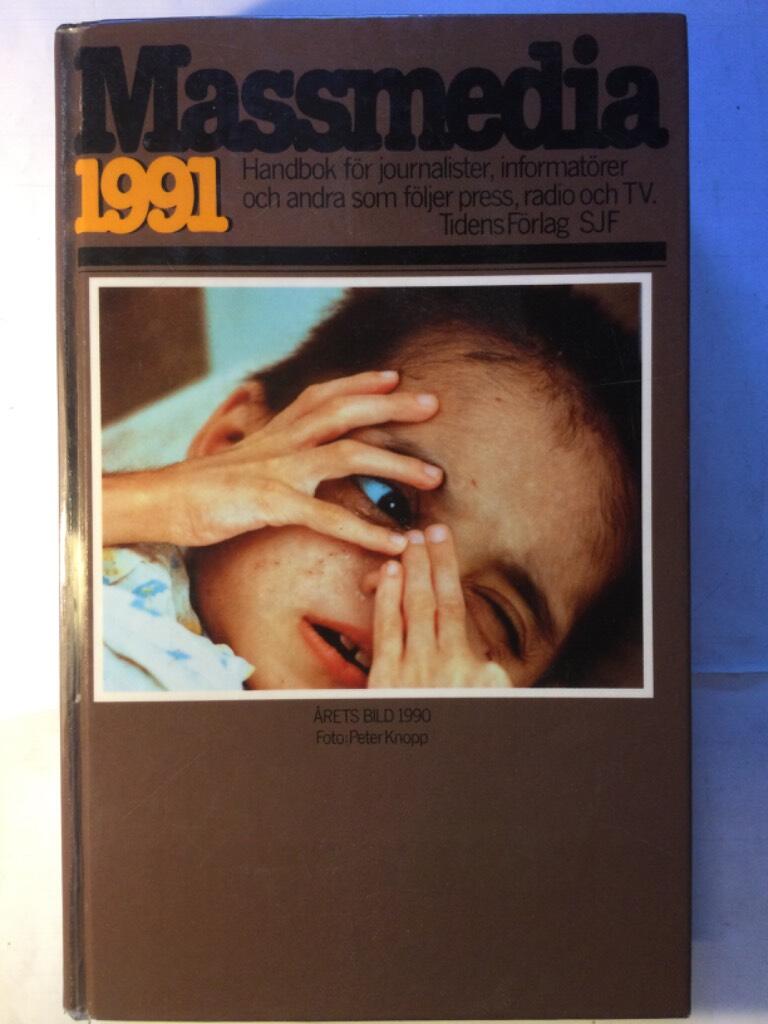 Massmedia
1991
Handbok för journalister, informatörer
och andra som följer press, radio och TV.
Tidens Förlag SJF
ÅRETS BILD 1990
Foto: Peter Knopp